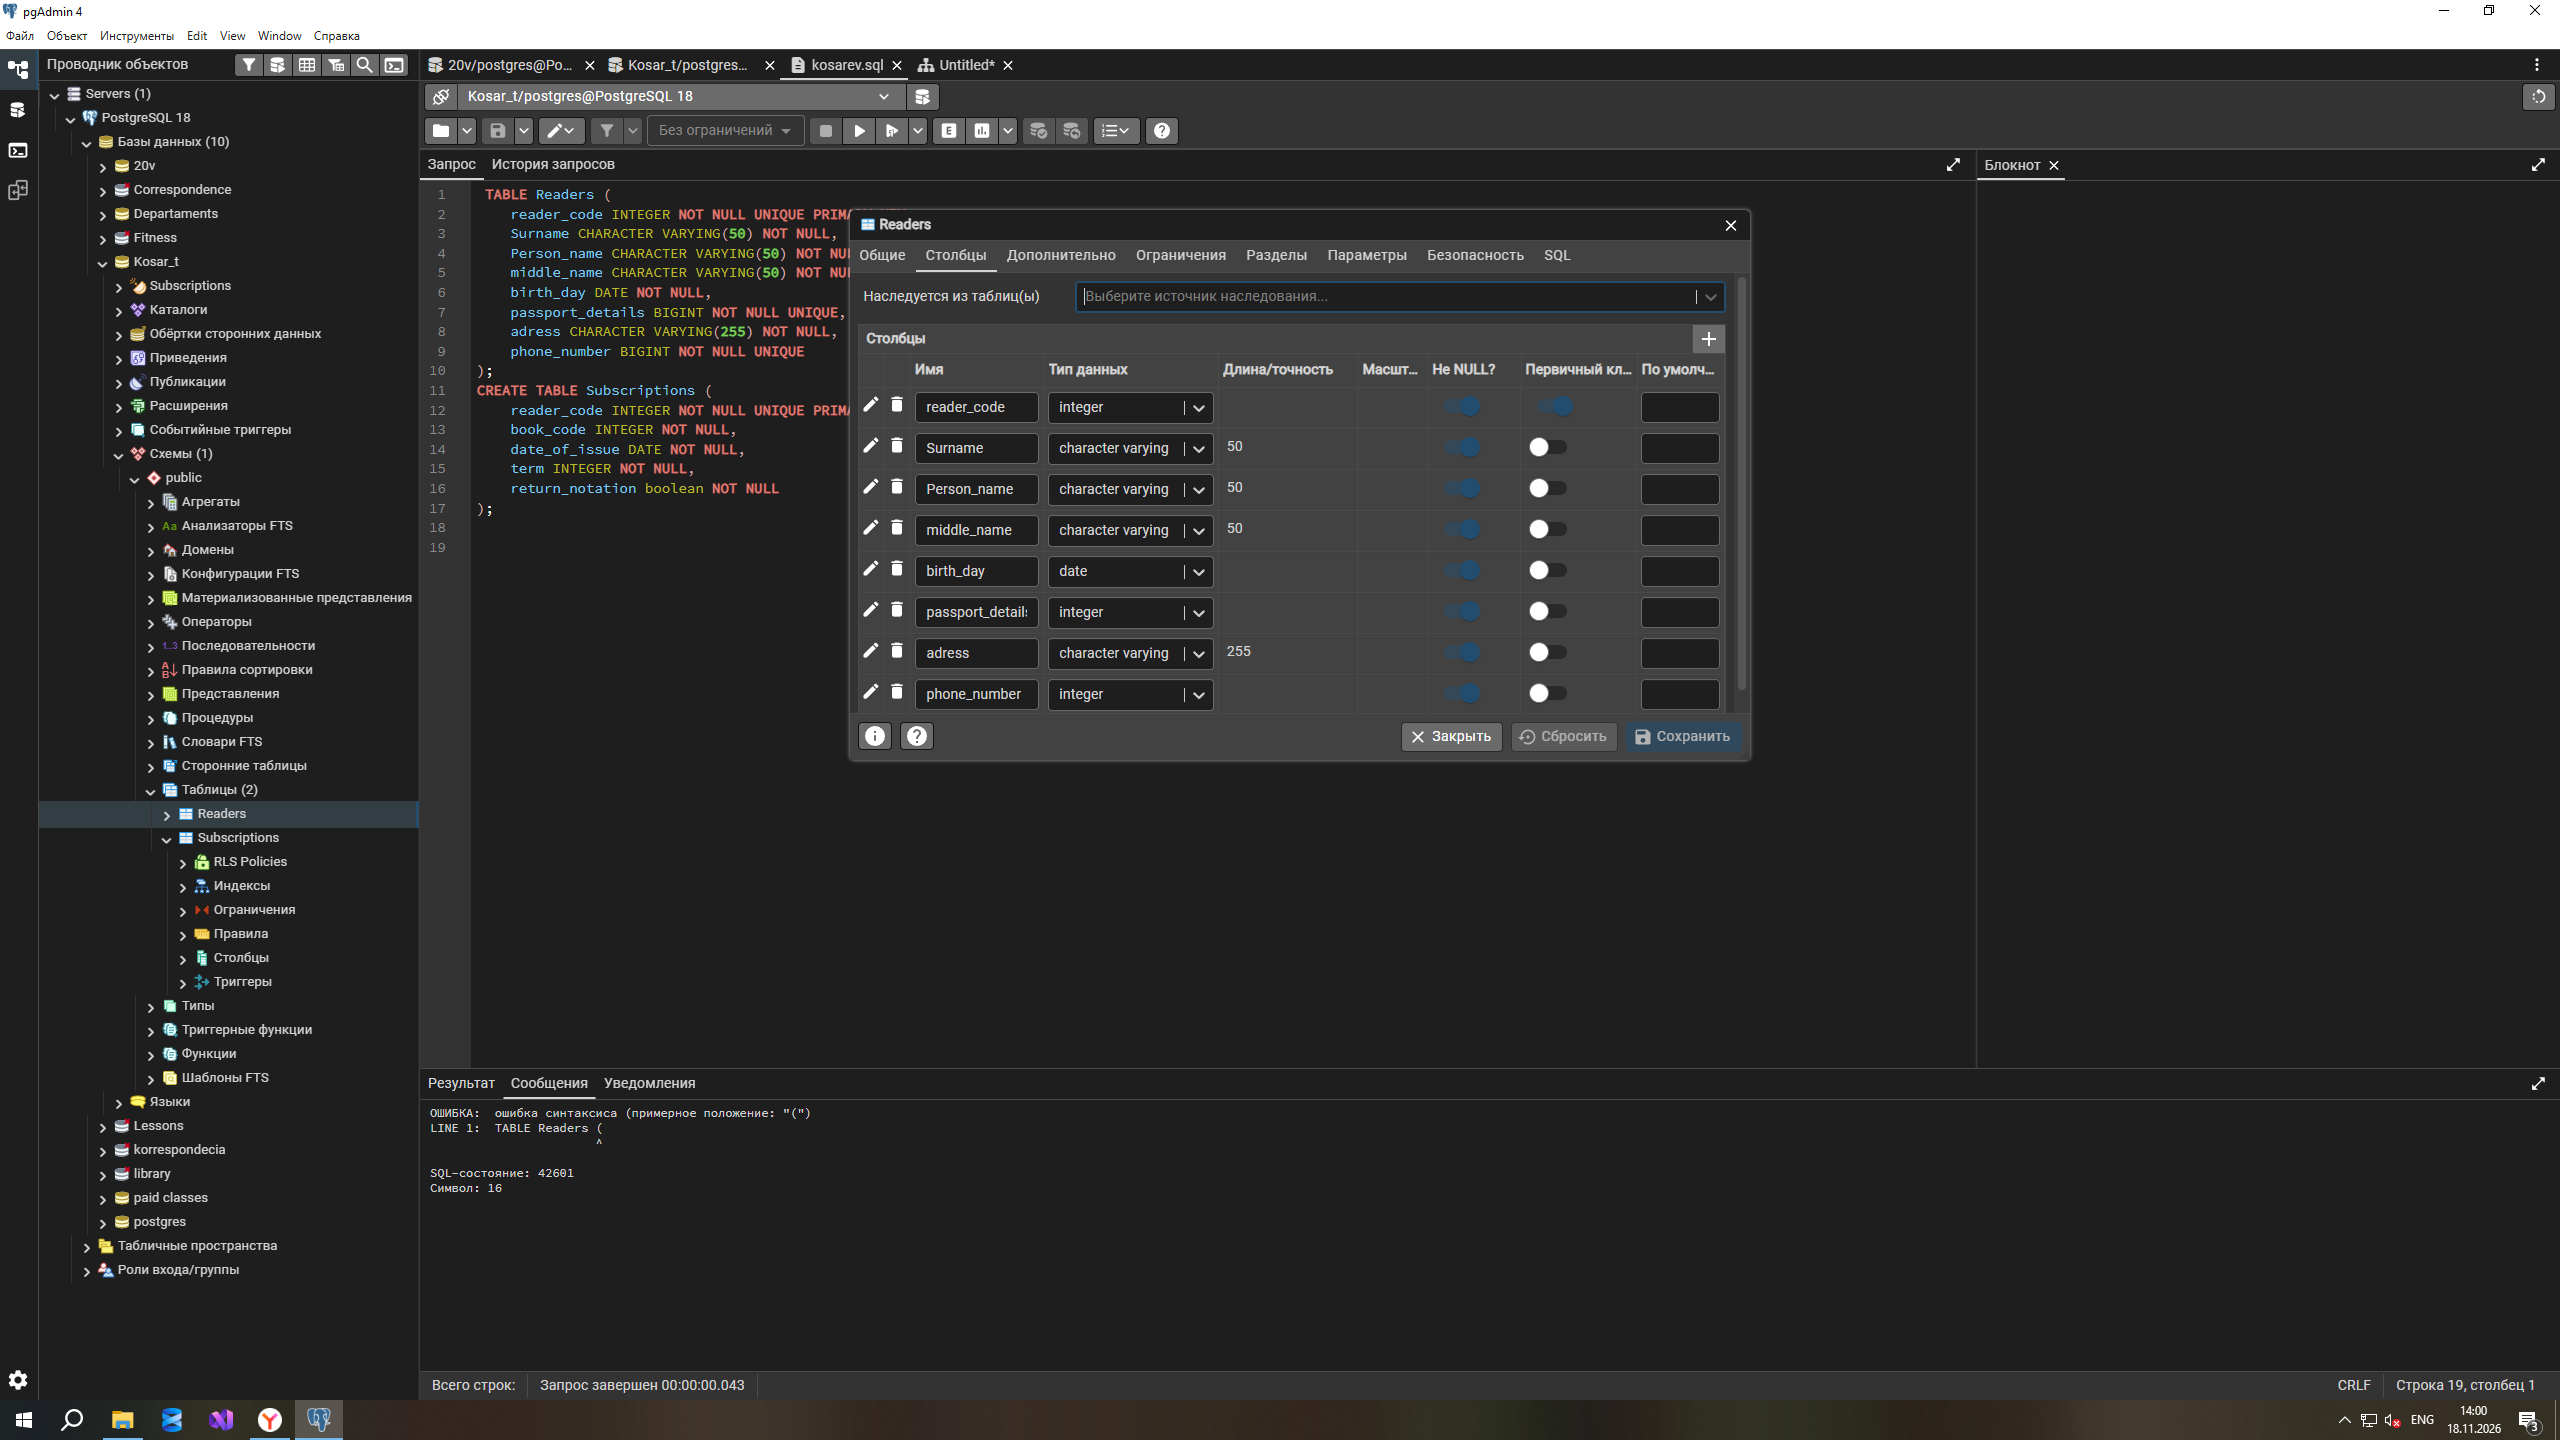 pgAdmin 4
Файл Объект Инструменты Edit View Window Справка
Проводник объектов
Servers (1)
PostgreSQL 18
Базы данных (10)
20v
Correspondence
Departaments
Fitness
Kosar_t
Subscriptions
Каталоги
Обёртки сторонних данных
Приведения
Публикации
Расширения
Событийные триггеры
Схемы (1)
public
Агрегаты
Aa Анализаторы FTS
Домены
Конфигурации FTS
Материализованные представления
Операторы
1..3 Последовательности
Правила сортировки
Представления
Процедуры
Словари FTS
Сторонние таблицы
Таблицы (2)
Readers
Subscriptions
RLS Policies
Индексы
Ограничения
Правила
Столбцы
Триггеры
Типы
Триггерные функции
Функции
Шаблоны FTS
Языки
Lessons
korrespondecia
library
paid classes
postgres
Табличные пространства
Роли входа/группы
20v/postgres@Po... Kosar_t/postgres... kosarev.sql Untitled*
Kosar_t/postgres@PostgreSQL 18
Без ограничений
Запрос История запросов
Блокнот
1 TABLE Readers (
2 reader_code INTEGER NOT NULL UNIQUE
3 Surname CHARACTER VARYING(50) NOT NULL,
4 Person_name CHARACTER VARYING(50) NOT
5 middle_name CHARACTER VARYING(50) NOT
6 birth_day DATE NOT NULL,
7 passport_details BIGINT NOT NULL UNIQUE,
8 adress CHARACTER VARYING(255) NOT NULL,
9 phone_number BIGINT NOT NULL UNIQUE
10 );
11 CREATE TABLE Subscriptions (
12 reader_code INTEGER NOT NULL UNIQUE
13 book_code INTEGER NOT NULL,
14 date_of_issue DATE NOT NULL,
15 term INTEGER NOT NULL,
16 return_notation boolean NOT NULL
17 );
18
19
Readers
Общие Столбцы Дополнительно Ограничения Разделы Параметры Безопасность SQL
Наследуется из таблиц(ы) Выберите источник наследования...
Столбцы
Имя Тип данных Длина/точность Масшт... Не NULL? Первичный кл... По умолч...
reader_code integer
Surname character varying 50
Person_name character varying 50
middle_name character varying 50
birth_day date
passport_detail integer
adress character varying 255
phone_number integer
Закрыть Сбросить Сохранить
Результат Сообщения Уведомления
ОШИБКА: ошибка синтаксиса (примерное положение: "(")
LINE 1: TABLE Readers (
^
SQL-состояние: 42601
Символ: 16
Всего строк: Запрос завершен 00:00:00.043
CRLF Строка 19, столбец 1
ENG
14:00
18.11.2026
3